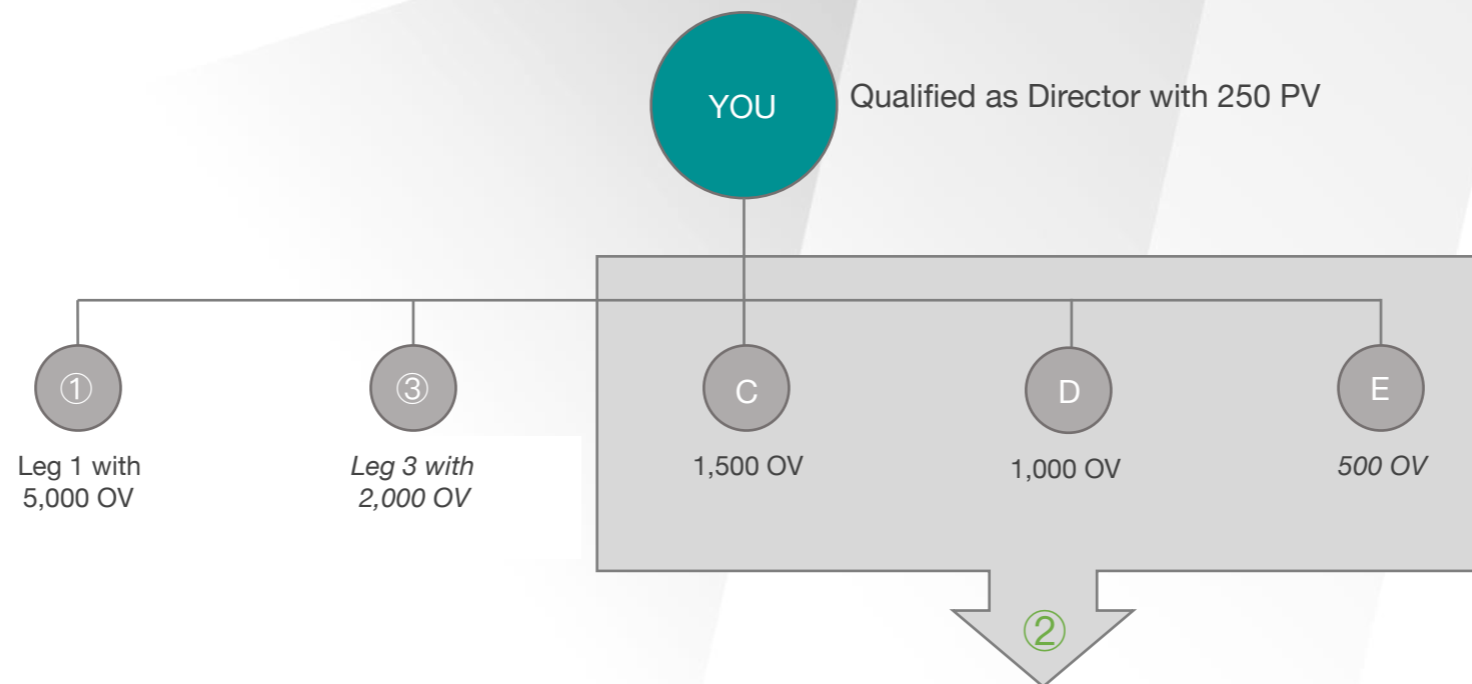 YOU
Qualified as Director with 250 PV
①
③
C
D
E
Leg 1 with
5,000 OV
Leg 3 with
2,000 OV
1,500 OV
1,000 OV
500 OV
②